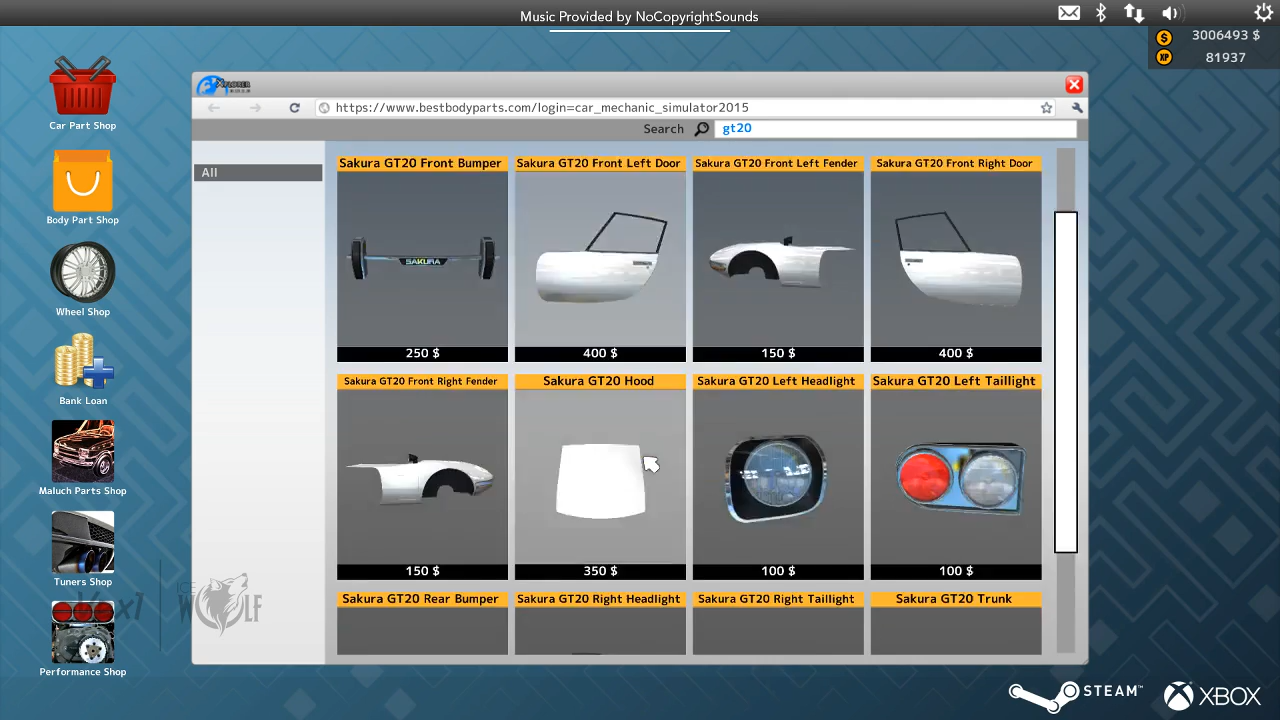 Music Provided by NoCopyrightSounds
3006493 $
81937
XP
Car Part Shop
Body Part Shop
Wheel Shop
Bank Loan
Maluch Parts Shop
Tuners Shop
Performance Shop
https://www.bestbodyparts.com/login=car_mechanic_simulator2015
Search
gt20
All
Sakura GT20 Front Bumper
Sakura GT20 Front Left Door
Sakura GT20 Front Left Fender
Sakura GT20 Front Right Door
SAKURA
250 $
400 $
150 $
400 $
Sakura GT20 Front Right Fender
Sakura GT20 Hood
Sakura GT20 Left Headlight
Sakura GT20 Left Taillight
150 $
350 $
100 $
100 $
Sakura GT20 Rear Bumper
Sakura GT20 Right Headlight
Sakura GT20 Right Taillight
Sakura GT20 Trunk
ICE
WOLF
STEAM™
XBOX